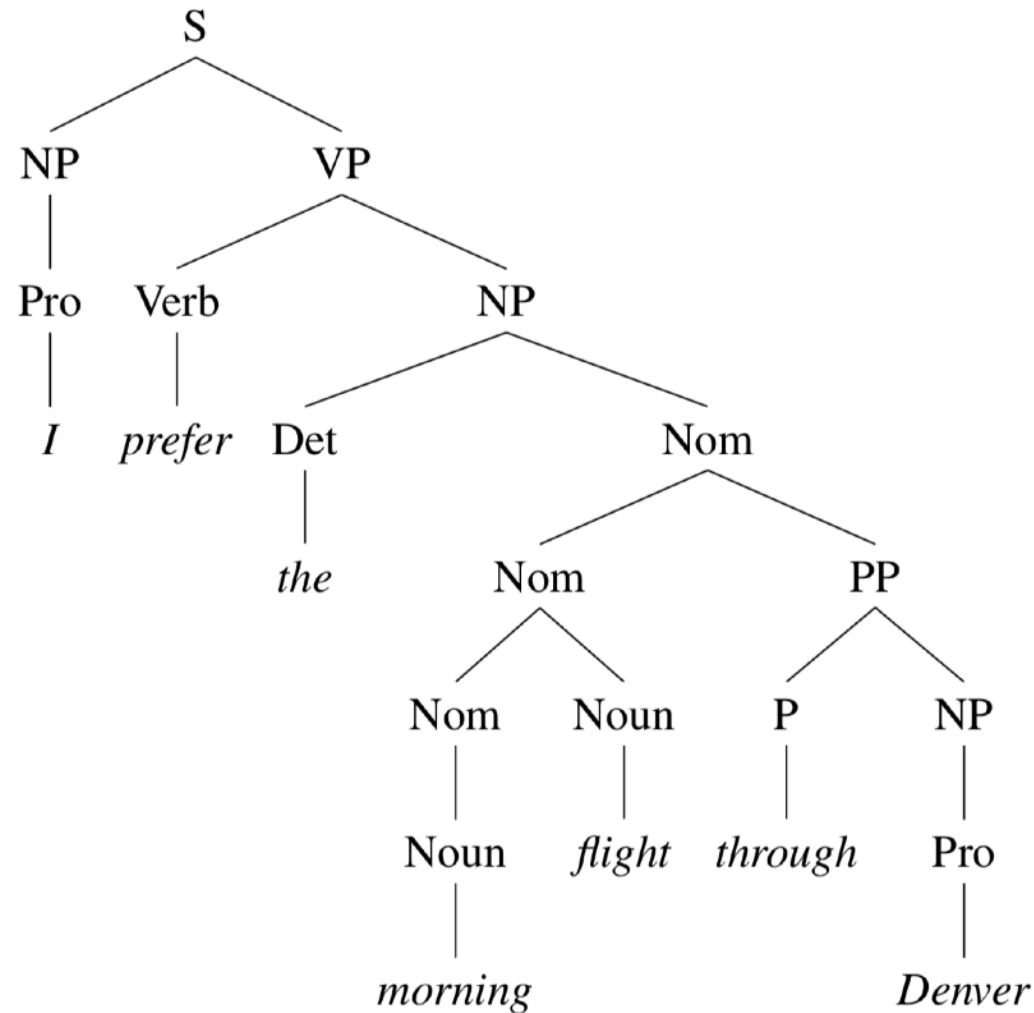 S
NP VP
Pro Verb NP
I prefer Det Nom
the Nom PP
Nom Noun P NP
Noun flight through Pro
morning Denver